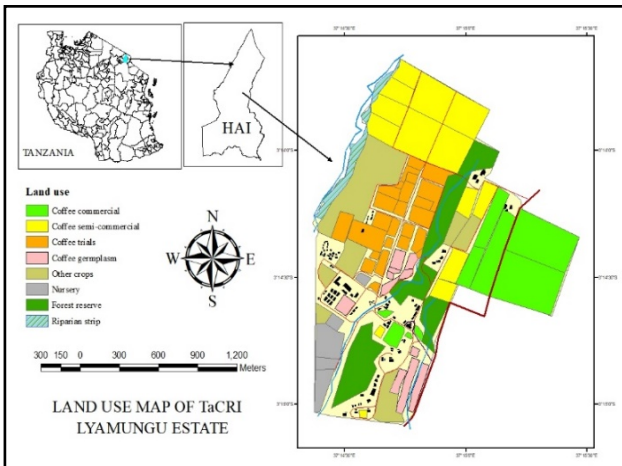 TANZANIA
HAI
Land use
Coffee commercial
Coffee semi-commercial
Coffee trials
Coffee germplasm
Other crops
Nursery
Forest reserve
Riparian strip
N
W E
S
300 150 0 300 600 900 1,200
Meters
LAND USE MAP OF TaCRI
LYAMUNGU ESTATE